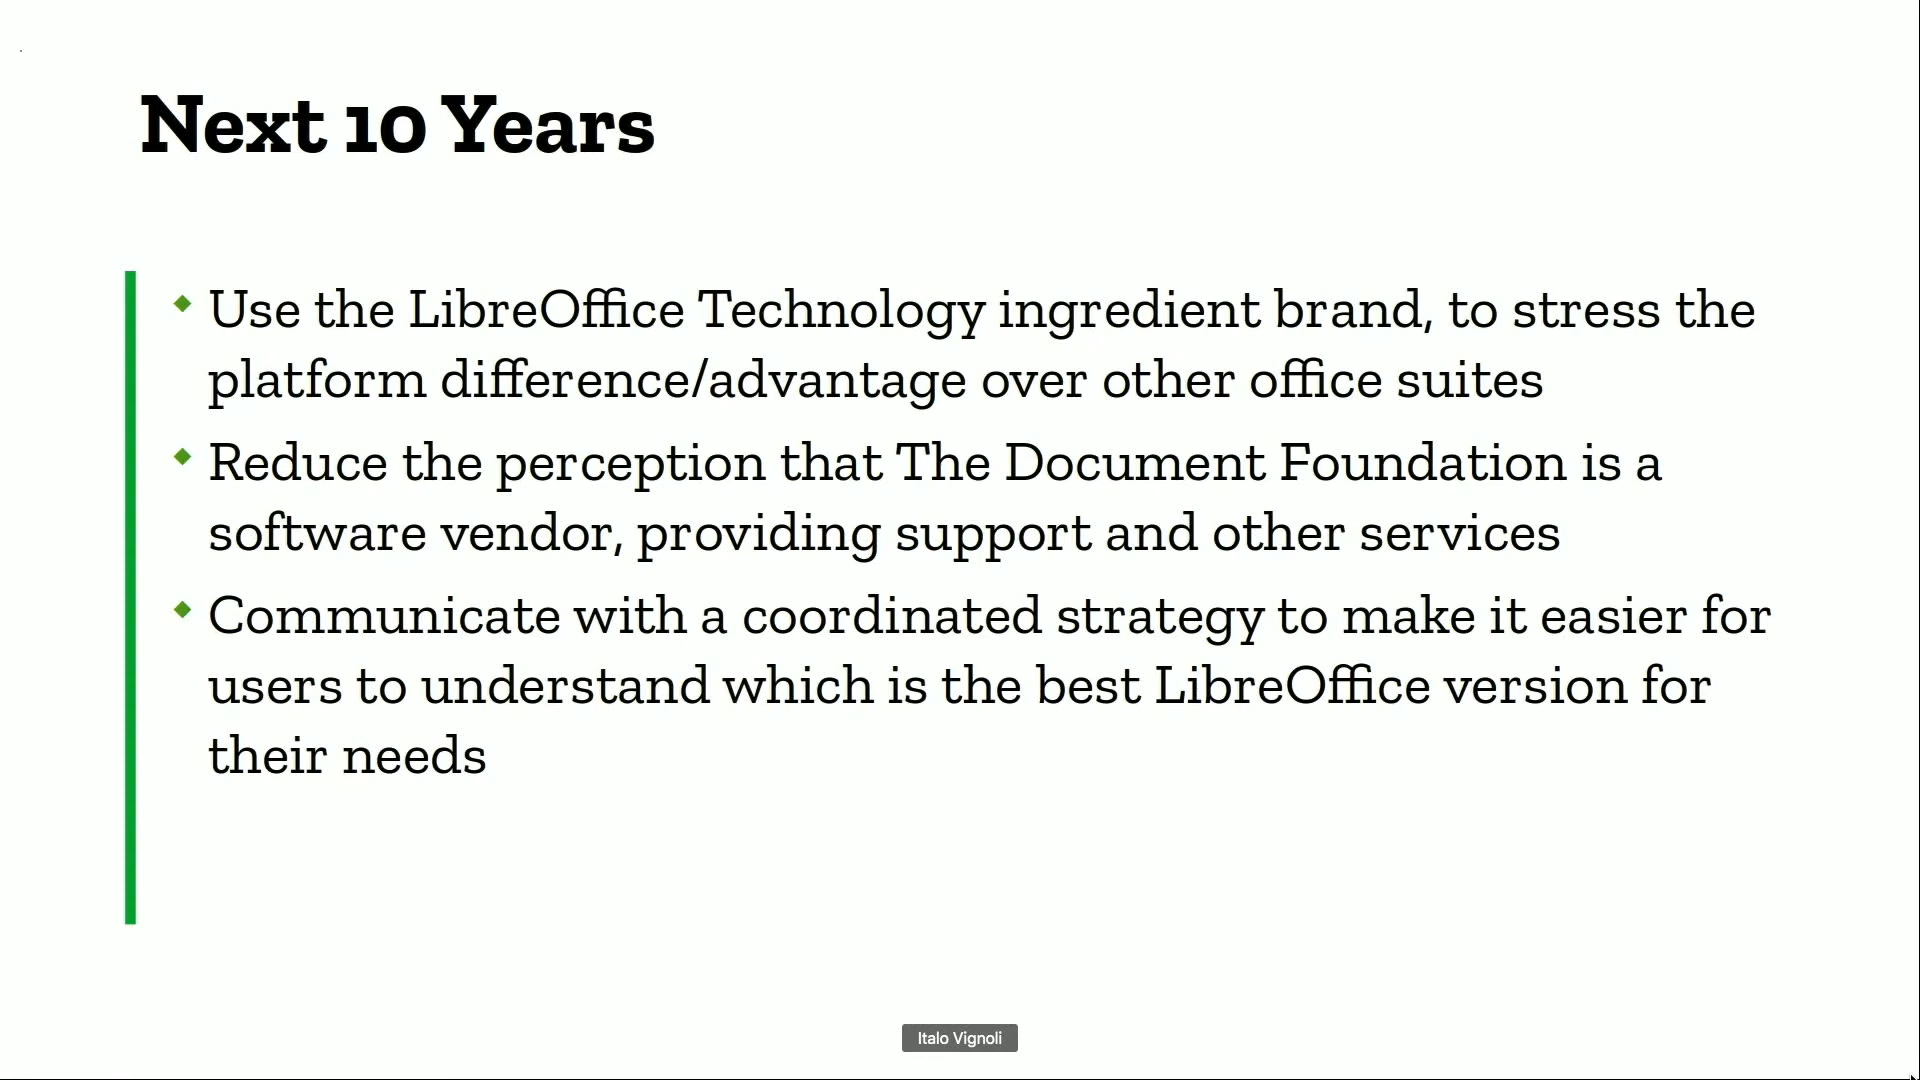 Next 10 Years
Use the LibreOffice Technology ingredient brand, to stress the
platform difference/advantage over other office suites
Reduce the perception that The Document Foundation is a
software vendor, providing support and other services
Communicate with a coordinated strategy to make it easier for
users to understand which is the best LibreOffice version for
their needs
Italo Vignoli